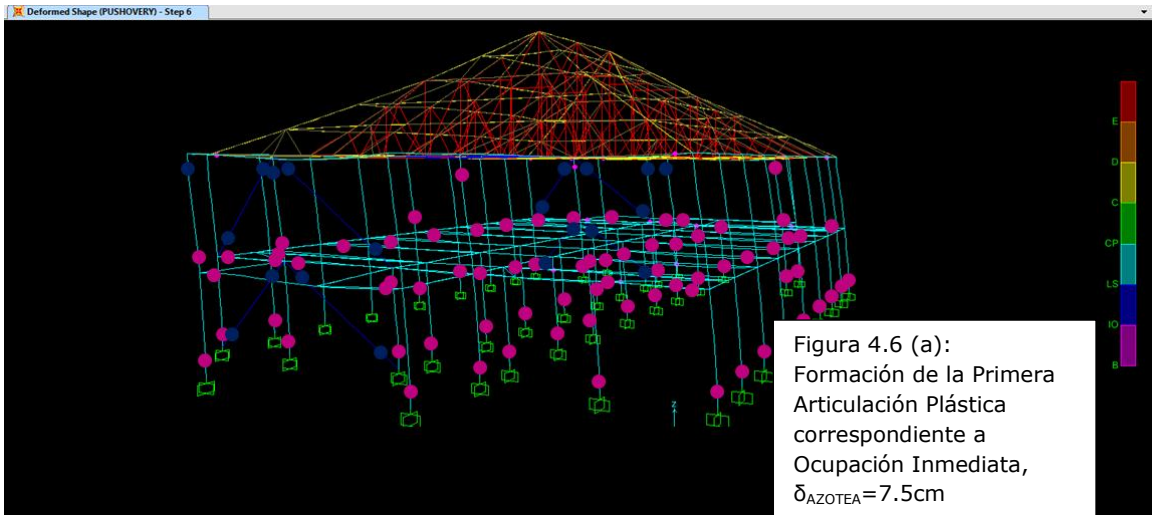 Deformed Shape (PUSHOVERY) - Step 6
E
D
C
CP
LS
IO
B
Z
Figura 4.6 (a):
Formación de la Primera
Articulación Plástica
correspondiente a
Ocupación Inmediata,
δAZOTEA=7.5cm